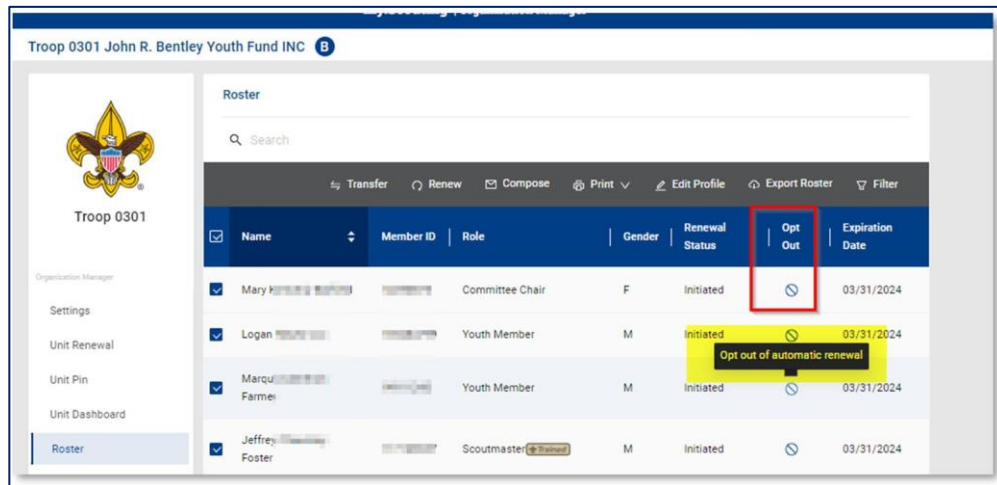 Troop 0301 John R. Bentley Youth Fund INC B
Roster
Search
Transfer Renew Compose Print Edit Profile Export Roster Filter
Troop 0301
Name Member ID Role Gender Renewal Status Opt Out Expiration Date
Organization Manager
Mary Committee Chair F Initiated 03/31/2024
Settings
Logan Youth Member M Initiated 03/31/2024
Unit Renewal
Opt out of automatic renewal
Unit Pin
Marqu Youth Member M Initiated 03/31/2024
Farmer
Unit Dashboard
Roster
Jeffrey Scoutmaster Trained M Initiated 03/31/2024
Foster